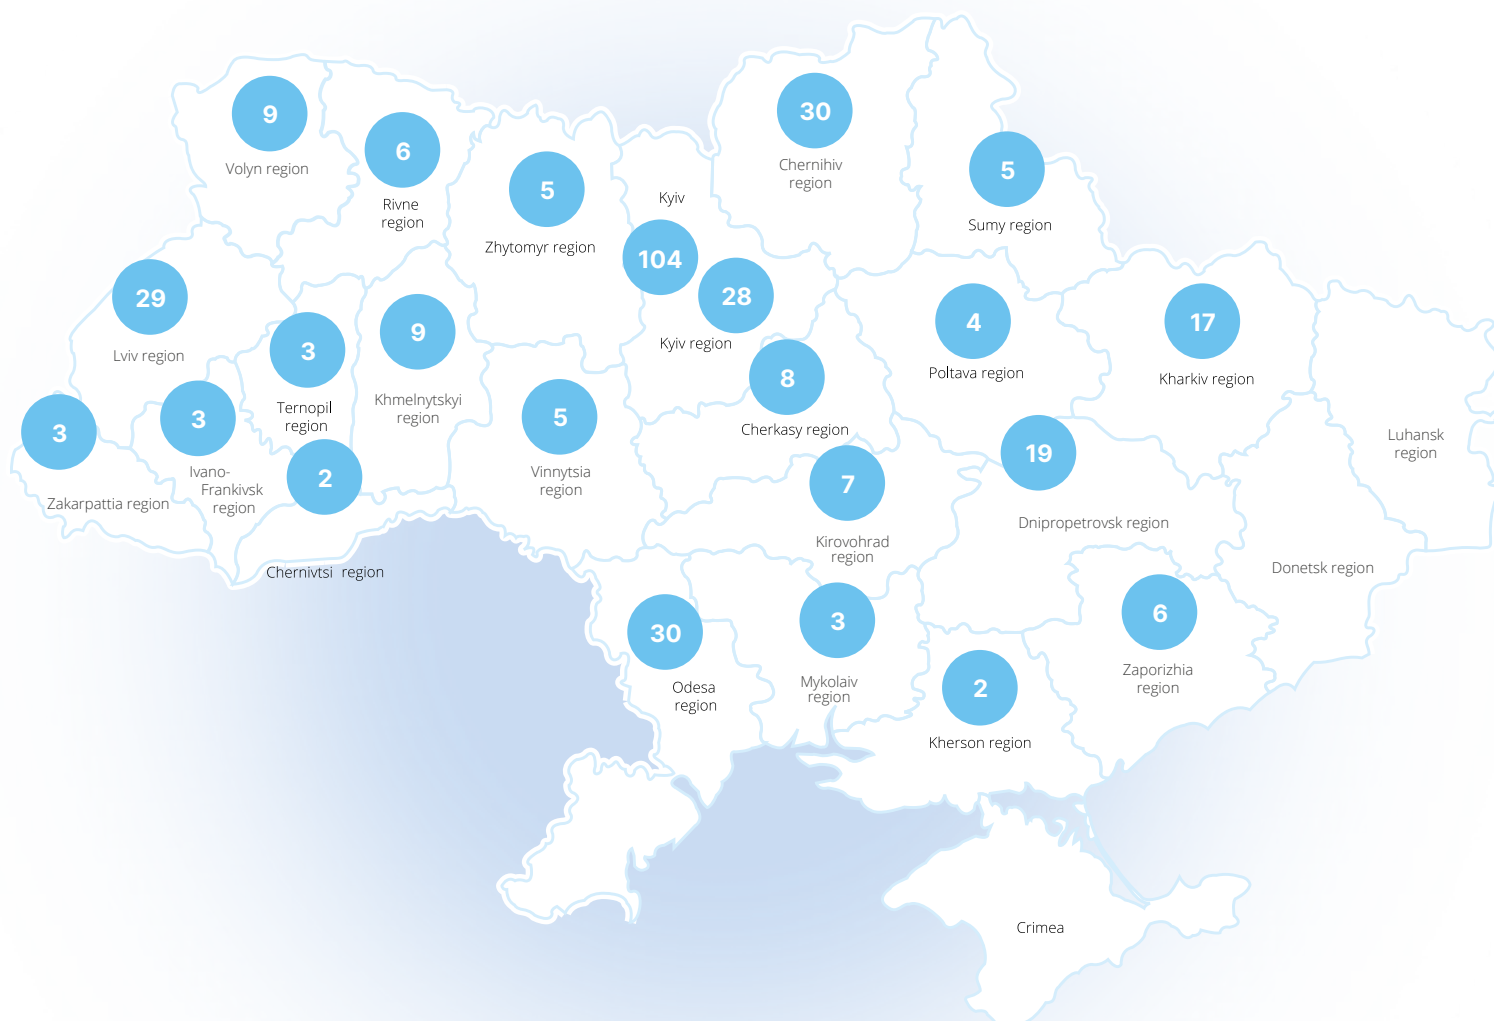 9
Volyn region
6
Rivne
region
5
Zhytomyr region
Kyiv
104
28
Kyiv region
30
Chernihiv
region
5
Sumy region
29
Lviv region
3
Ternopil
region
9
Khmelnytskyi
region
8
Cherkasy region
4
Poltava region
17
Kharkiv region
Luhansk
region
3
Zakarpattia region
3
Ivano-
Frankivsk
region
2
Chernivtsi region
5
Vinnytsia
region
7
Kirovohrad
region
19
Dnipropetrovsk region
Donetsk region
30
Odesa
region
3
Mykolaiv
region
2
Kherson region
6
Zaporizhia
region
Crimea